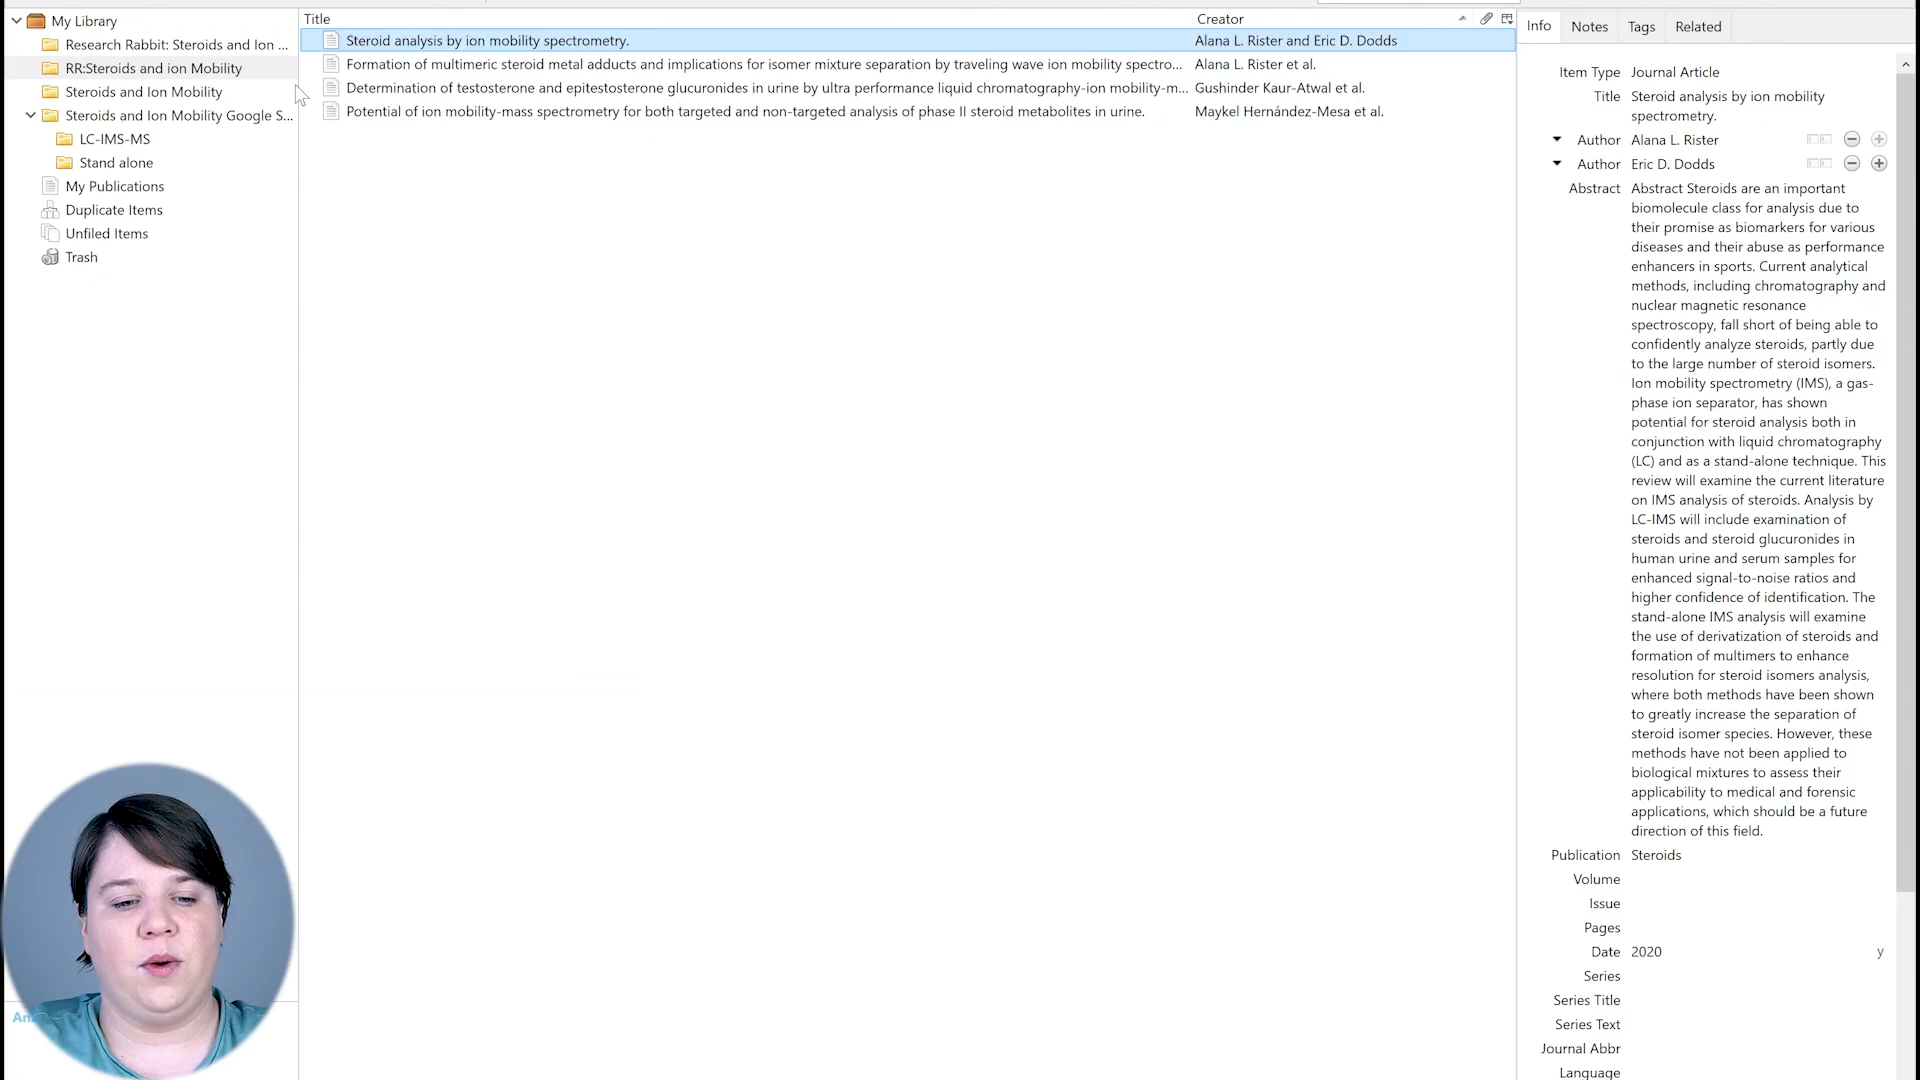 My Library
Research Rabbit: Steroids and Ion ...
RR:Steroids and ion Mobility
Steroids and Ion Mobility
Steroids and Ion Mobility Google S...
LC-IMS-MS
Stand alone
My Publications
Duplicate Items
Unfiled Items
Trash
Title Creator
Steroid analysis by ion mobility spectrometry. Alana L. Rister and Eric D. Dodds
Formation of multimeric steroid metal adducts and implications for isomer mixture separation by traveling wave ion mobility spectro... Alana L. Rister et al.
Determination of testosterone and epitestosterone glucuronides in urine by ultra performance liquid chromatography-ion mobility-m... Gushinder Kaur-Atwal et al.
Potential of ion mobility-mass spectrometry for both targeted and non-targeted analysis of phase II steroid metabolites in urine. Maykel Hernández-Mesa et al.
Info Notes Tags Related
Item Type Journal Article
Title Steroid analysis by ion mobility
spectrometry.
Author Alana L. Rister
Author Eric D. Dodds
Abstract Abstract Steroids are an important
biomolecule class for analysis due to
their promise as biomarkers for various
diseases and their abuse as performance
enhancers in sports. Current analytical
methods, including chromatography and
nuclear magnetic resonance
spectroscopy, fall short of being able to
confidently analyze steroids, partly due
to the large number of steroid isomers.
Ion mobility spectrometry (IMS), a gas-
phase ion separator, has shown
potential for steroid analysis both in
conjunction with liquid chromatography
(LC) and as a stand-alone technique. This
review will examine the current literature
on IMS analysis of steroids. Analysis by
LC-IMS will include examination of
steroids and steroid glucuronides in
human urine and serum samples for
enhanced signal-to-noise ratios and
higher confidence of identification. The
stand-alone IMS analysis will examine
the use of derivatization of steroids and
formation of multimers to enhance
resolution for steroid isomers analysis,
where both methods have been shown
to greatly increase the separation of
steroid isomer species. However, these
methods have not been applied to
biological mixtures to assess their
applicability to medical and forensic
applications, which should be a future
direction of this field.
Publication Steroids
Volume
Issue
Pages
Date 2020 y
Series
Series Title
Series Text
Journal Abbr
Language